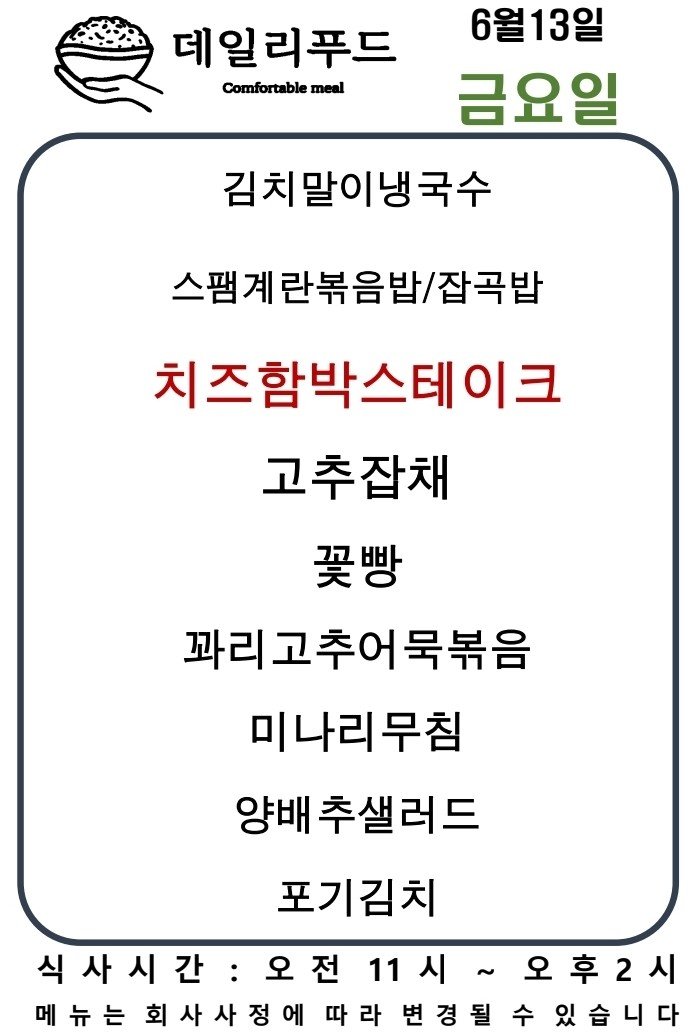 데일리푸드
Comfortable meal
6월13일
금요일
김치말이냉국수
스팸계란볶음밥/잡곡밥
치즈함박스테이크
고추잡채
꽃빵
꽈리고추어묵볶음
미나리무침
양배추샐러드
포기김치
식사시간 : 오전 11시 ~ 오후 2시
메뉴는 회사사정에 따라 변경될 수 있습니다